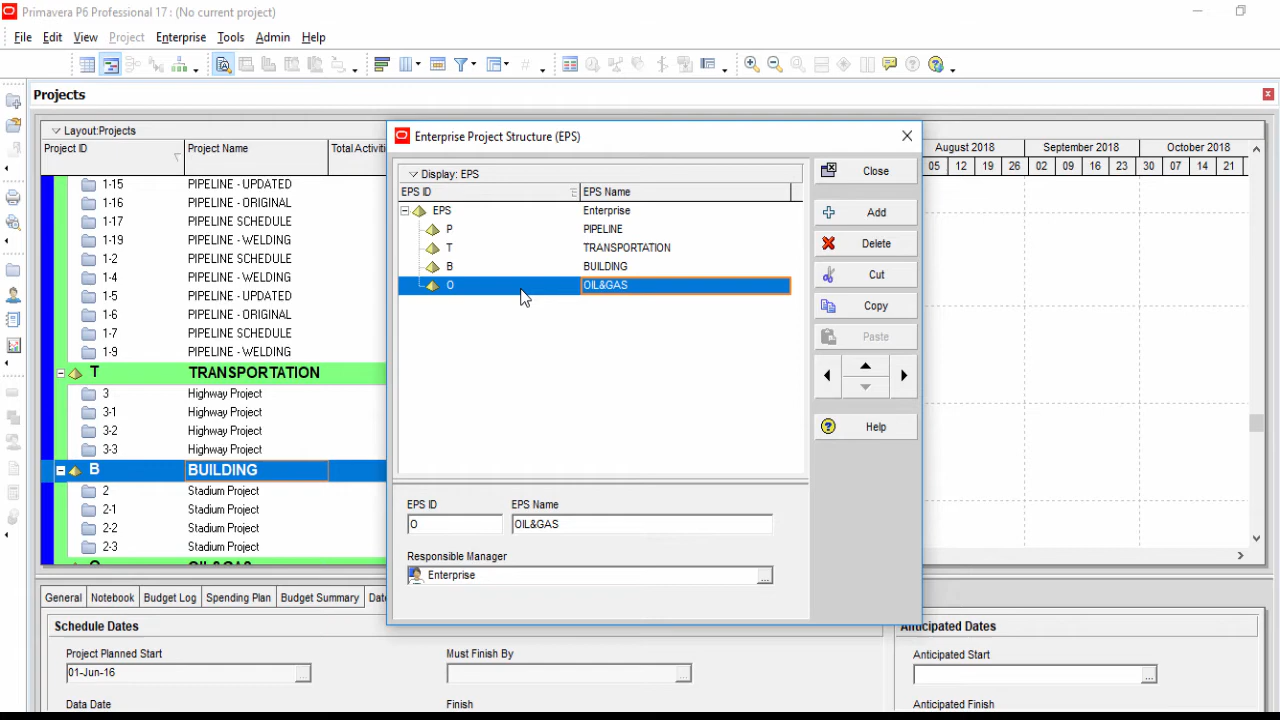 Primavera P6 Professional 17 : (No current project)
File Edit View Project Enterprise Tools Admin Help
Projects
Layout:Projects
Project ID Project Name Total Activiti
August 2018 September 2018 October 2018
05 12 19 26 02 09 16 23 30 07 14 21
1-15 PIPELINE - UPDATED
1-16 PIPELINE - ORIGINAL
1-17 PIPELINE SCHEDULE
1-19 PIPELINE - WELDING
1-2 PIPELINE SCHEDULE
1-4 PIPELINE - WELDING
1-5 PIPELINE - UPDATED
1-6 PIPELINE - ORIGINAL
1-7 PIPELINE SCHEDULE
1-9 PIPELINE - WELDING
T TRANSPORTATION
3 Highway Project
3-1 Highway Project
3-2 Highway Project
3-3 Highway Project
B BUILDING
2 Stadium Project
2-1 Stadium Project
2-2 Stadium Project
2-3 Stadium Project
O OIL&GAS
Enterprise Project Structure (EPS)
Display: EPS
EPS ID EPS Name
EPS Enterprise
P PIPELINE
T TRANSPORTATION
B BUILDING
O OIL&GAS
Close
Add
Delete
Cut
Copy
Paste
Help
EPS ID EPS Name
O OIL&GAS
Responsible Manager
Enterprise
...
General Notebook Budget Log Spending Plan Budget Summary Dat
Schedule Dates
Project Planned Start
01-Jun-16
...
Must Finish By
...
Data Date
Finish
Anticipated Dates
Anticipated Start
...
Anticipated Finish